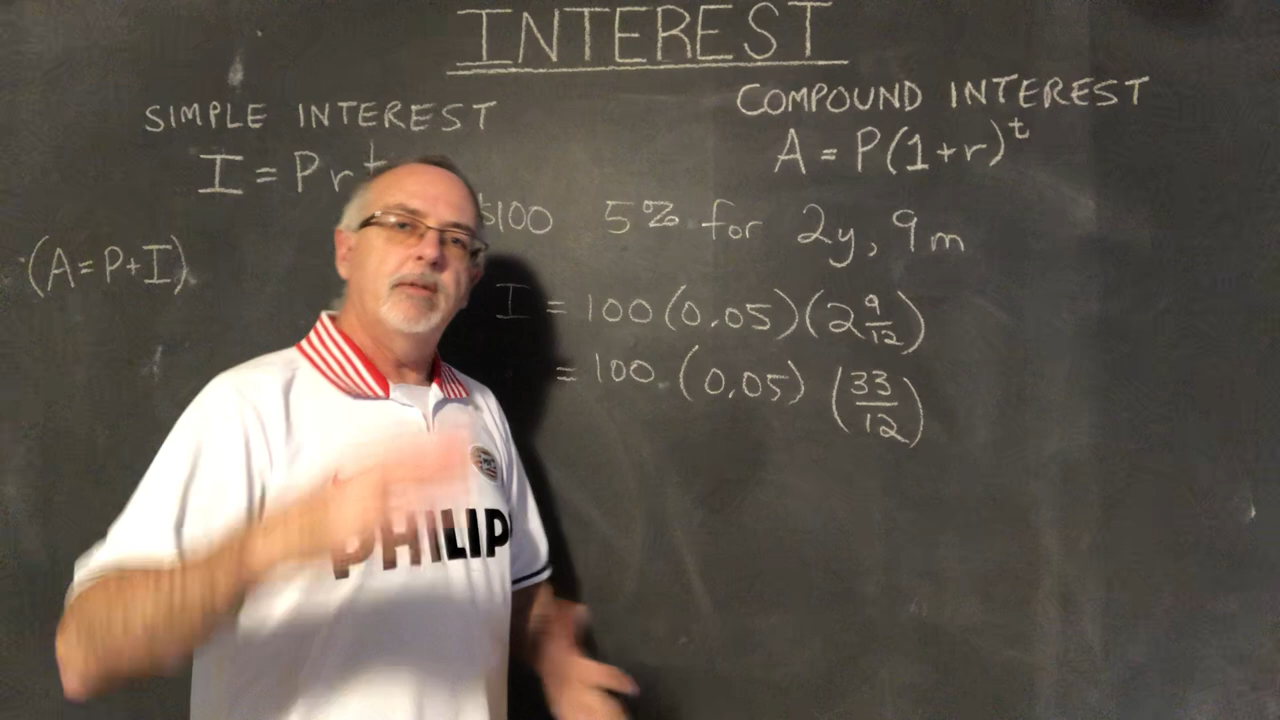 INTEREST
SIMPLE INTEREST
I = Prt
(A=P+I)
COMPOUND INTEREST
A = P(1+r)^t
$100 5% for 2y, 9m
I = 100(0.05)(2 9/12)
= 100.(0.05)(33/12)
PHILIP